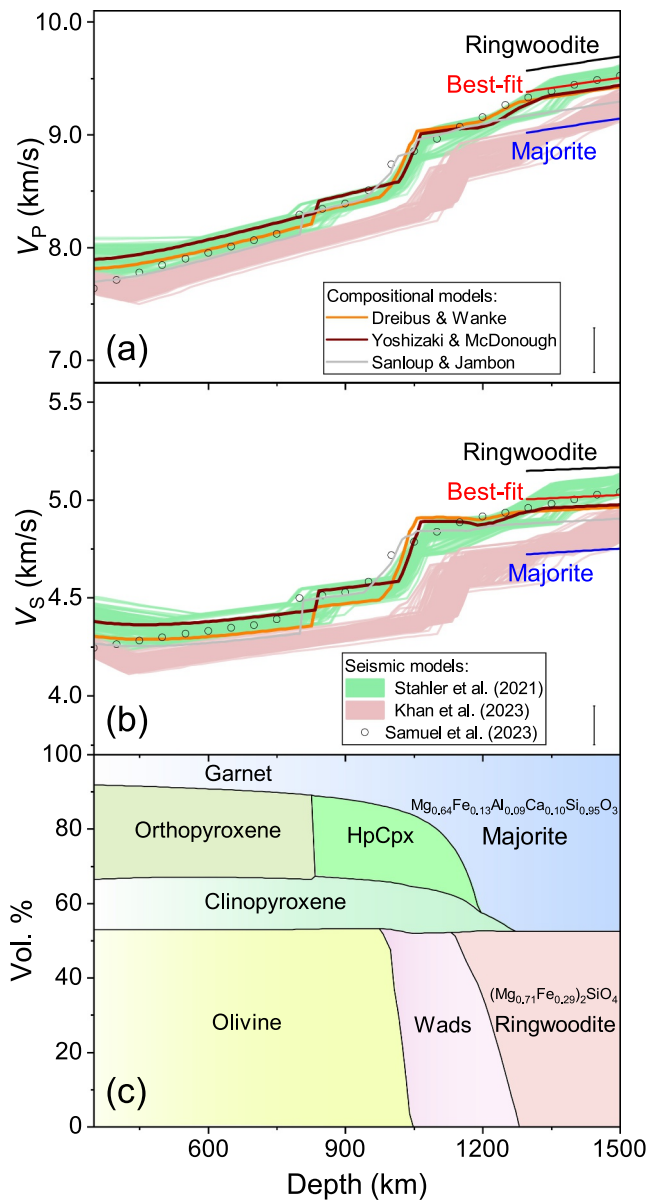 10.0
9.0
8.0
7.0
V_P (km/s)
Ringwoodite
Best-fit
Majorite
Compositional models:
Dreibus & Wanke
Yoshizaki & McDonough
Sanloup & Jambon
(a)
5.5
5.0
4.5
4.0
V_S (km/s)
Ringwoodite
Best-fit
Majorite
Seismic models:
Stahler et al. (2021)
Khan et al. (2023)
Samuel et al. (2023)
(b)
100
80
60
40
20
0
Vol. %
Garnet
Mg0.64Fe0.13Al0.09Ca0.10Si0.95O3
Orthopyroxene
HpCpx
Majorite
Clinopyroxene
(Mg0.71Fe0.29)2SiO4
Olivine
Wads
Ringwoodite
(c)
600
900
1200
1500
Depth (km)